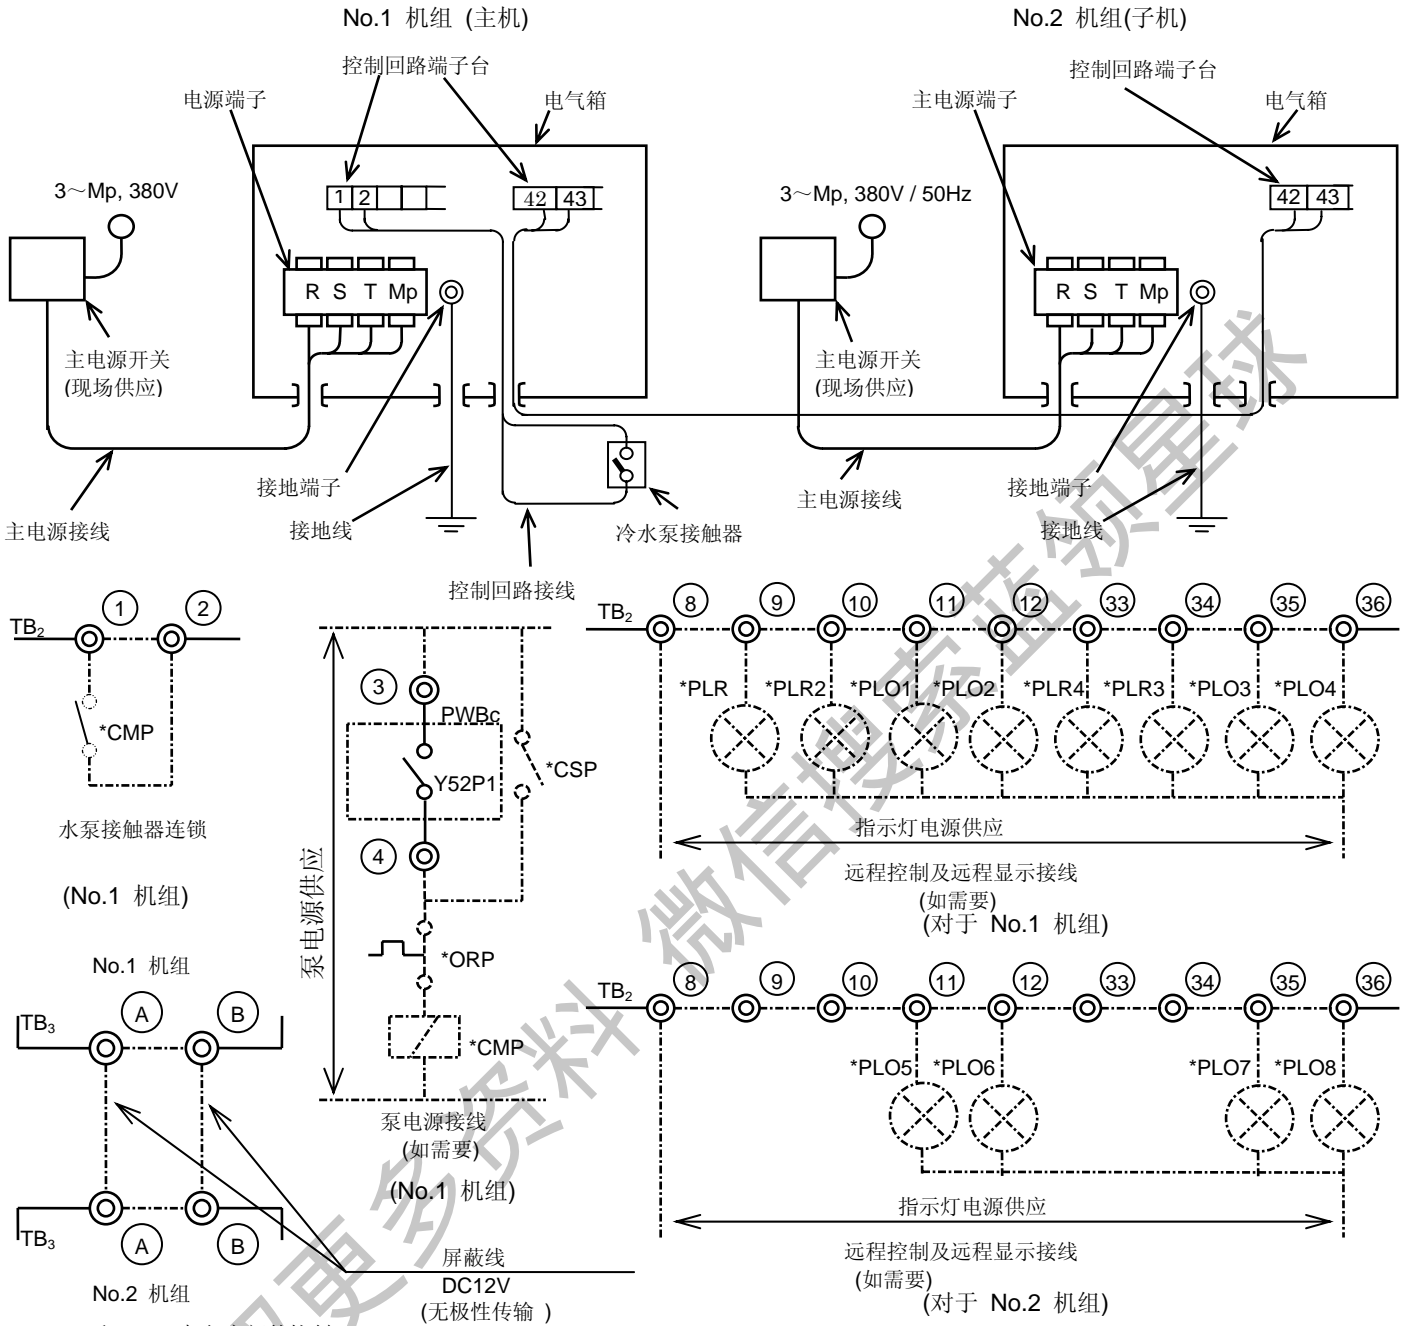 No.1 机组 (主机)
No.2 机组(子机)
控制回路端子台
控制回路端子台
电源端子
电气箱
主电源端子
电气箱
3～Mp, 380V
1 2
42 43
3～Mp, 380V / 50Hz
42 43
R S T Mp
R S T Mp
主电源开关
(现场供应)
主电源开关
(现场供应)
接地端子
主电源接线
接地端子
主电源接线
接地线
冷水泵接触器
接地线
控制回路接线
TB2
1
2
*CMP
水泵接触器连锁
(No.1 机组)
泵电源供应
3
PWBc
Y52P1
*CSP
4
*ORP
*CMP
泵电源接线
(如需要)
(No.1 机组)
TB2
8 9 10 11 12 33 34 35 36
*PLR *PLR2 *PLO1 *PLO2 *PLR4 *PLR3 *PLO3 *PLO4
指示灯电源供应
远程控制及远程显示接线
(如需要)
(对于 No.1 机组)
No.1 机组
TB3
A B
TB3
A B
No.2 机组
屏蔽线
DC12V
(无极性传输 )
TB2
8 9 10 11 12 33 34 35 36
*PLO5 *PLO6 *PLO7 *PLO8
指示灯电源供应
远程控制及远程显示接线
(如需要)
(对于 No.2 机组)
更多资料 微信搜索蓝领星球